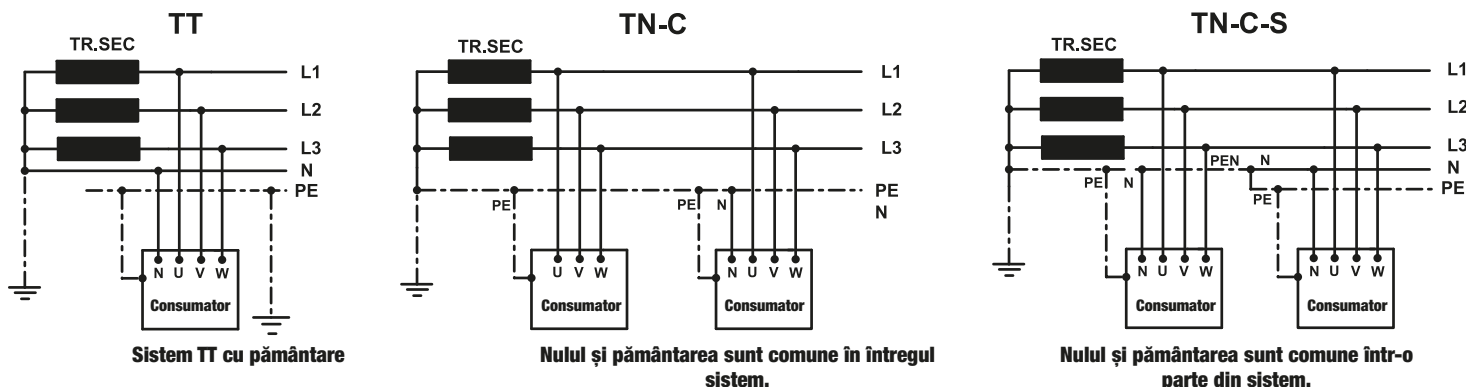 TT
TR.SEC
L1
L2
L3
N
PE
N U V W
Consumator
Sistem TT cu pământare
TN-C
TR.SEC
L1
L2
L3
PE
N
PE
PE N
U V W
N U V W
Consumator
Consumator
Nulul și pământarea sunt comune în întregul
sistem.
TN-C-S
TR.SEC
L1
L2
L3
PEN N
N
PE N
PE
PE
N U V W
N U V W
Consumator
Consumator
Nulul și pământarea sunt comune într-o
parte din sistem.